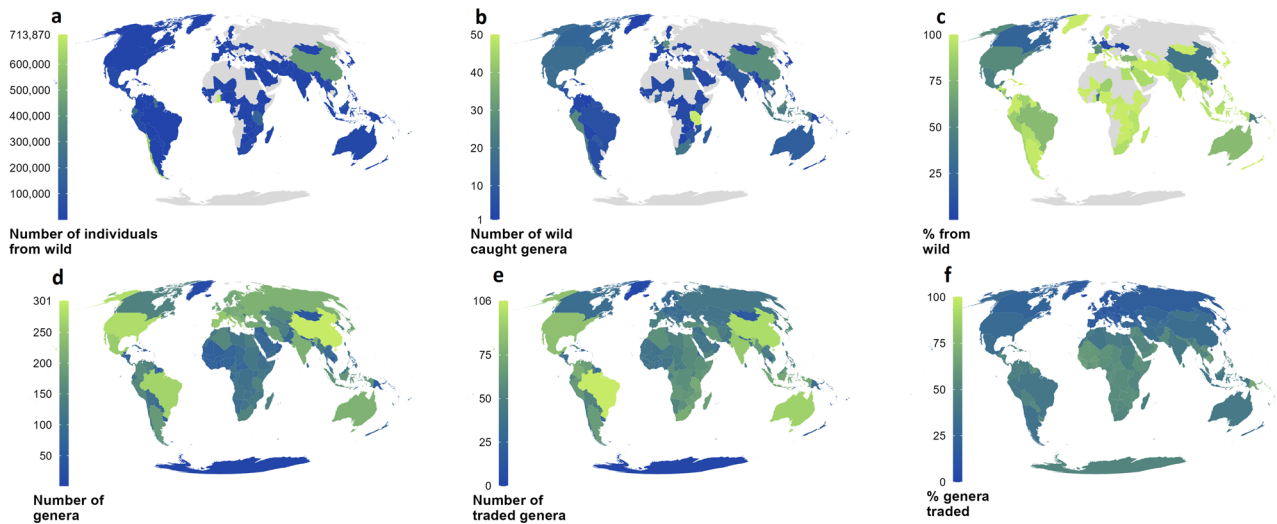 a
713,870
600,000
500,000
400,000
300,000
200,000
100,000
Number of individuals
from wild
b
50
40
30
20
10
1
Number of wild
caught genera
c
100
75
50
25
% from
wild
d
301
250
200
150
100
50
Number of
genera
e
106
75
50
25
0
Number of
traded genera
f
100
75
50
25
0
% genera
traded